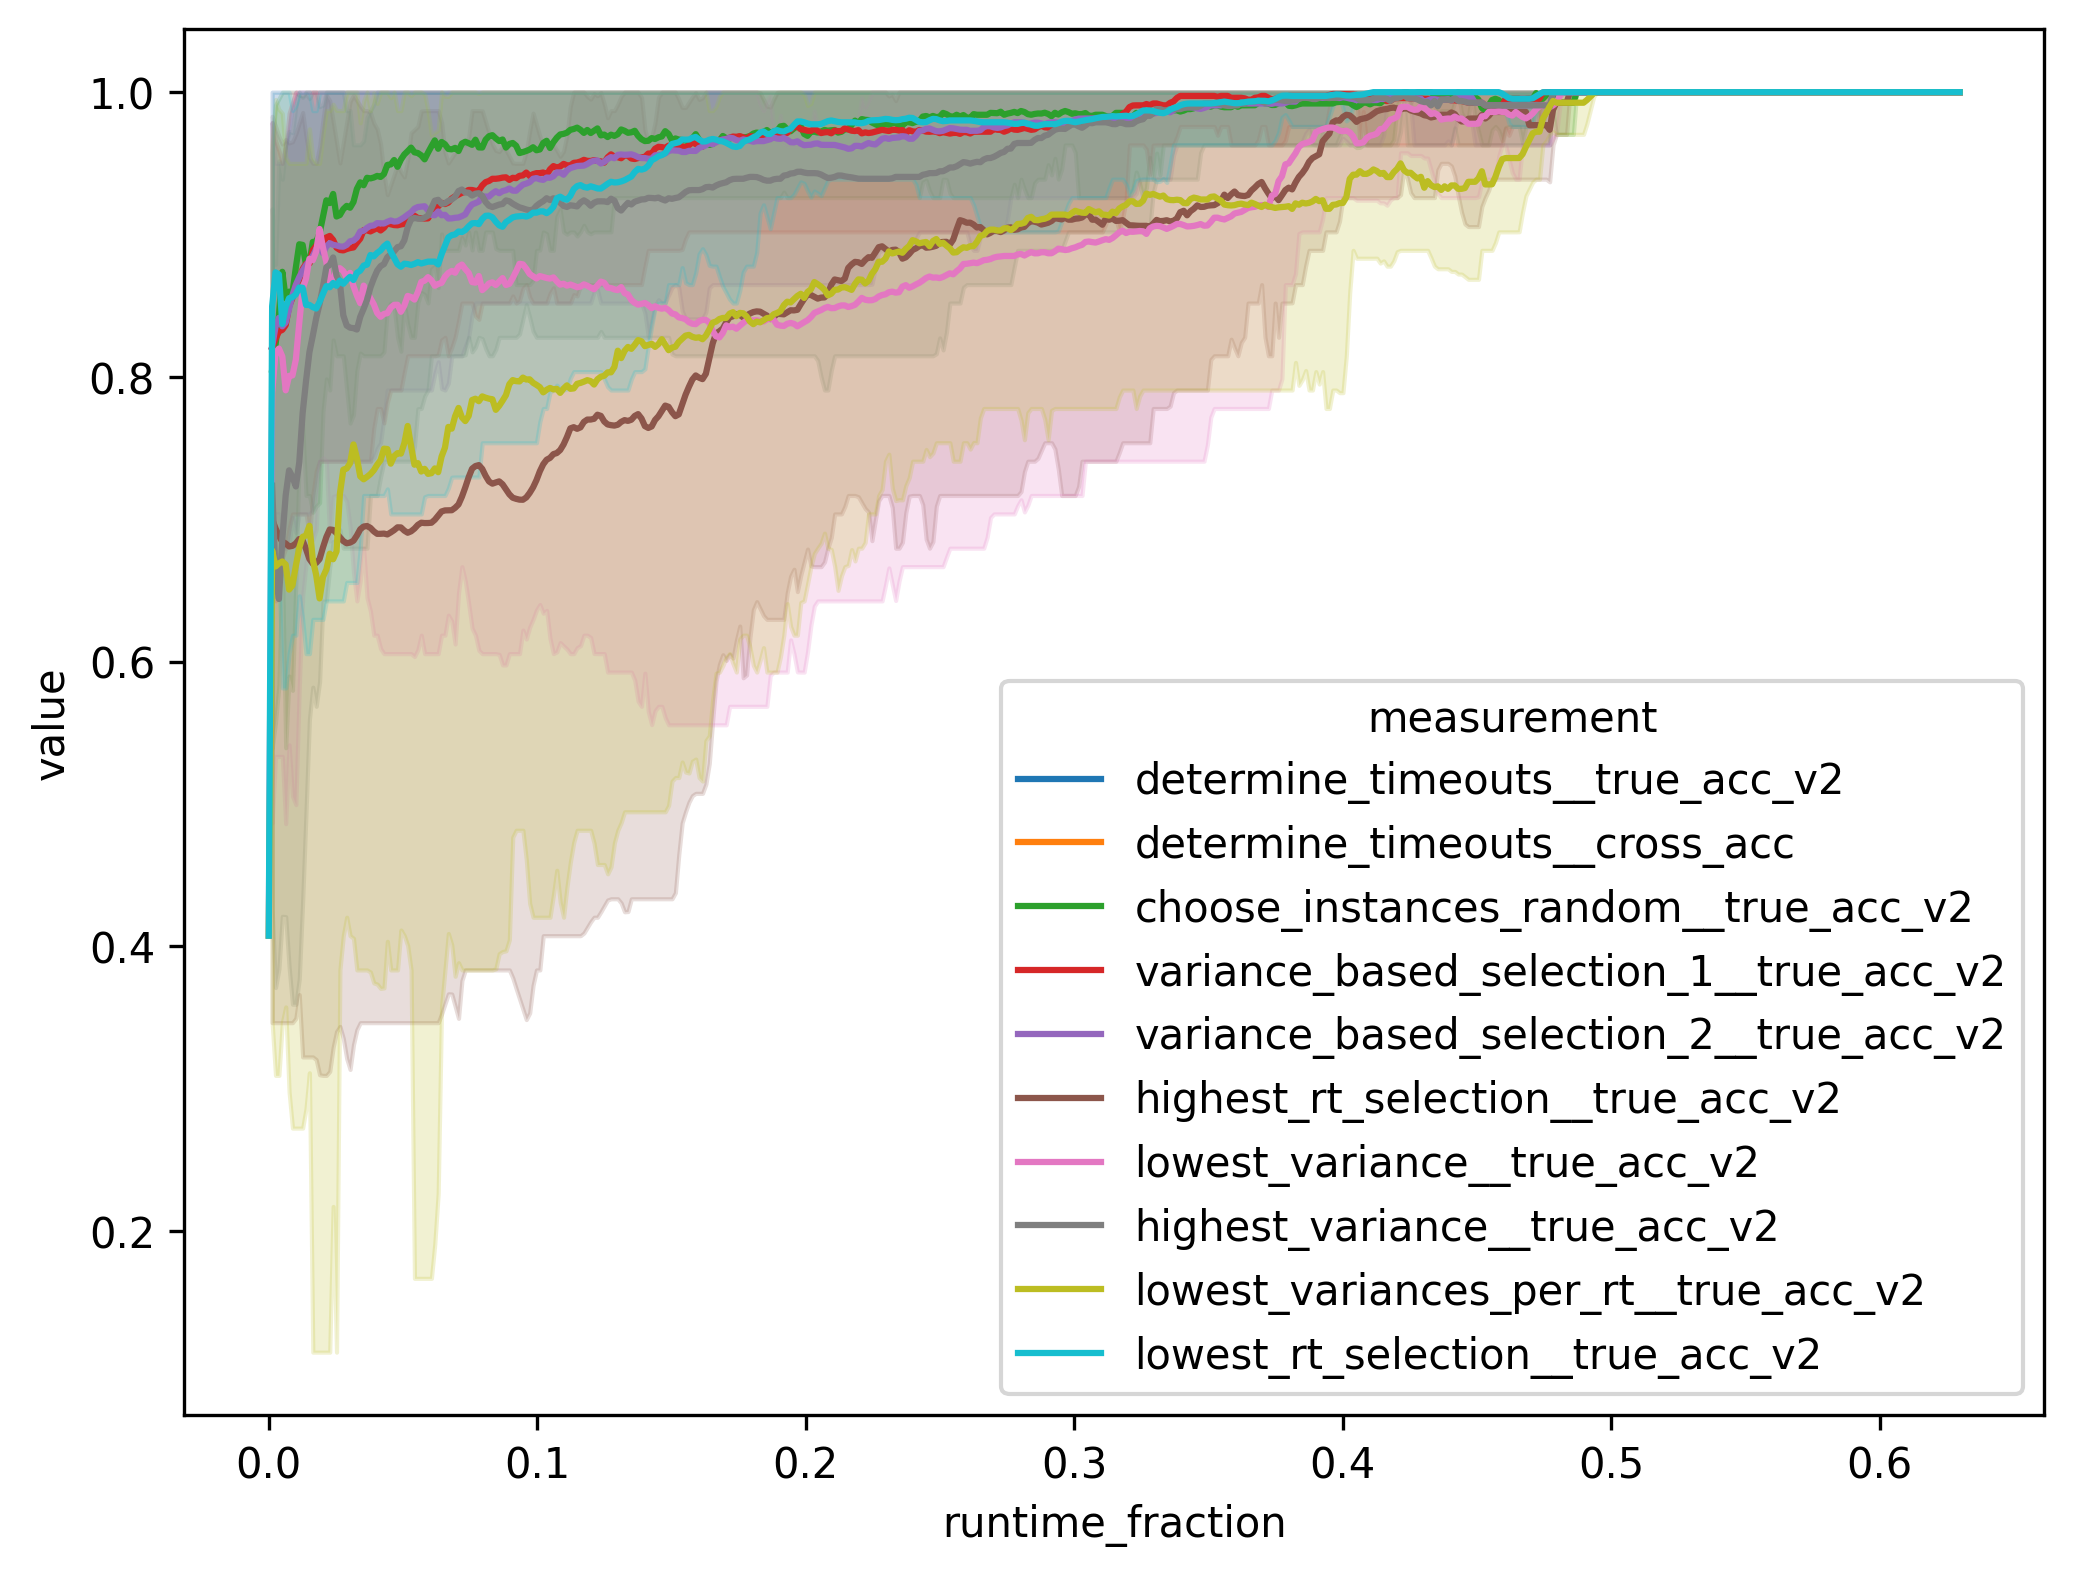 1.0
0.8
0.6
0.4
0.2
value
0.0 0.1 0.2 0.3 0.4 0.5 0.6
runtime_fraction
measurement
determine_timeouts__true_acc_v2
determine_timeouts__cross_acc
choose_instances_random__true_acc_v2
variance_based_selection_1__true_acc_v2
variance_based_selection_2__true_acc_v2
highest_rt_selection__true_acc_v2
lowest_variance__true_acc_v2
highest_variance__true_acc_v2
lowest_variances_per_rt__true_acc_v2
lowest_rt_selection__true_acc_v2